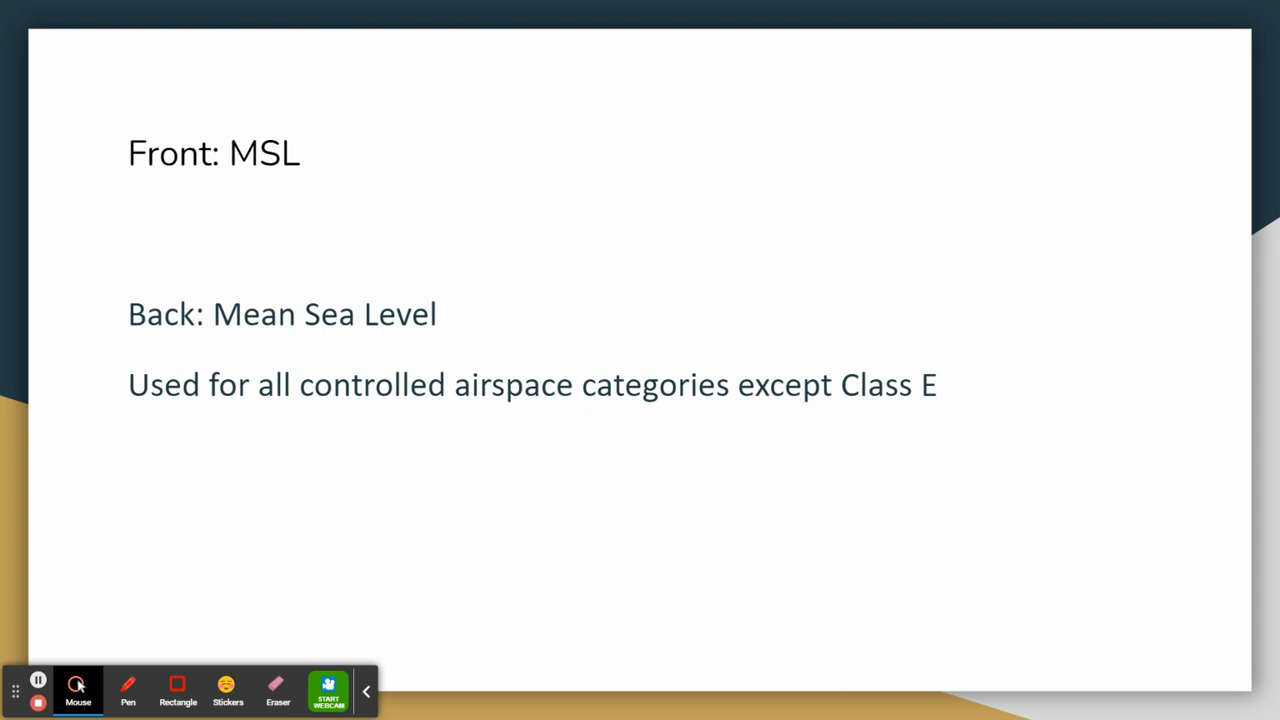 Front: MSL
Back: Mean Sea Level
Used for all controlled airspace categories except Class E
Mouse
Pen
Rectangle
Stickers
Eraser
START
WEBCAM